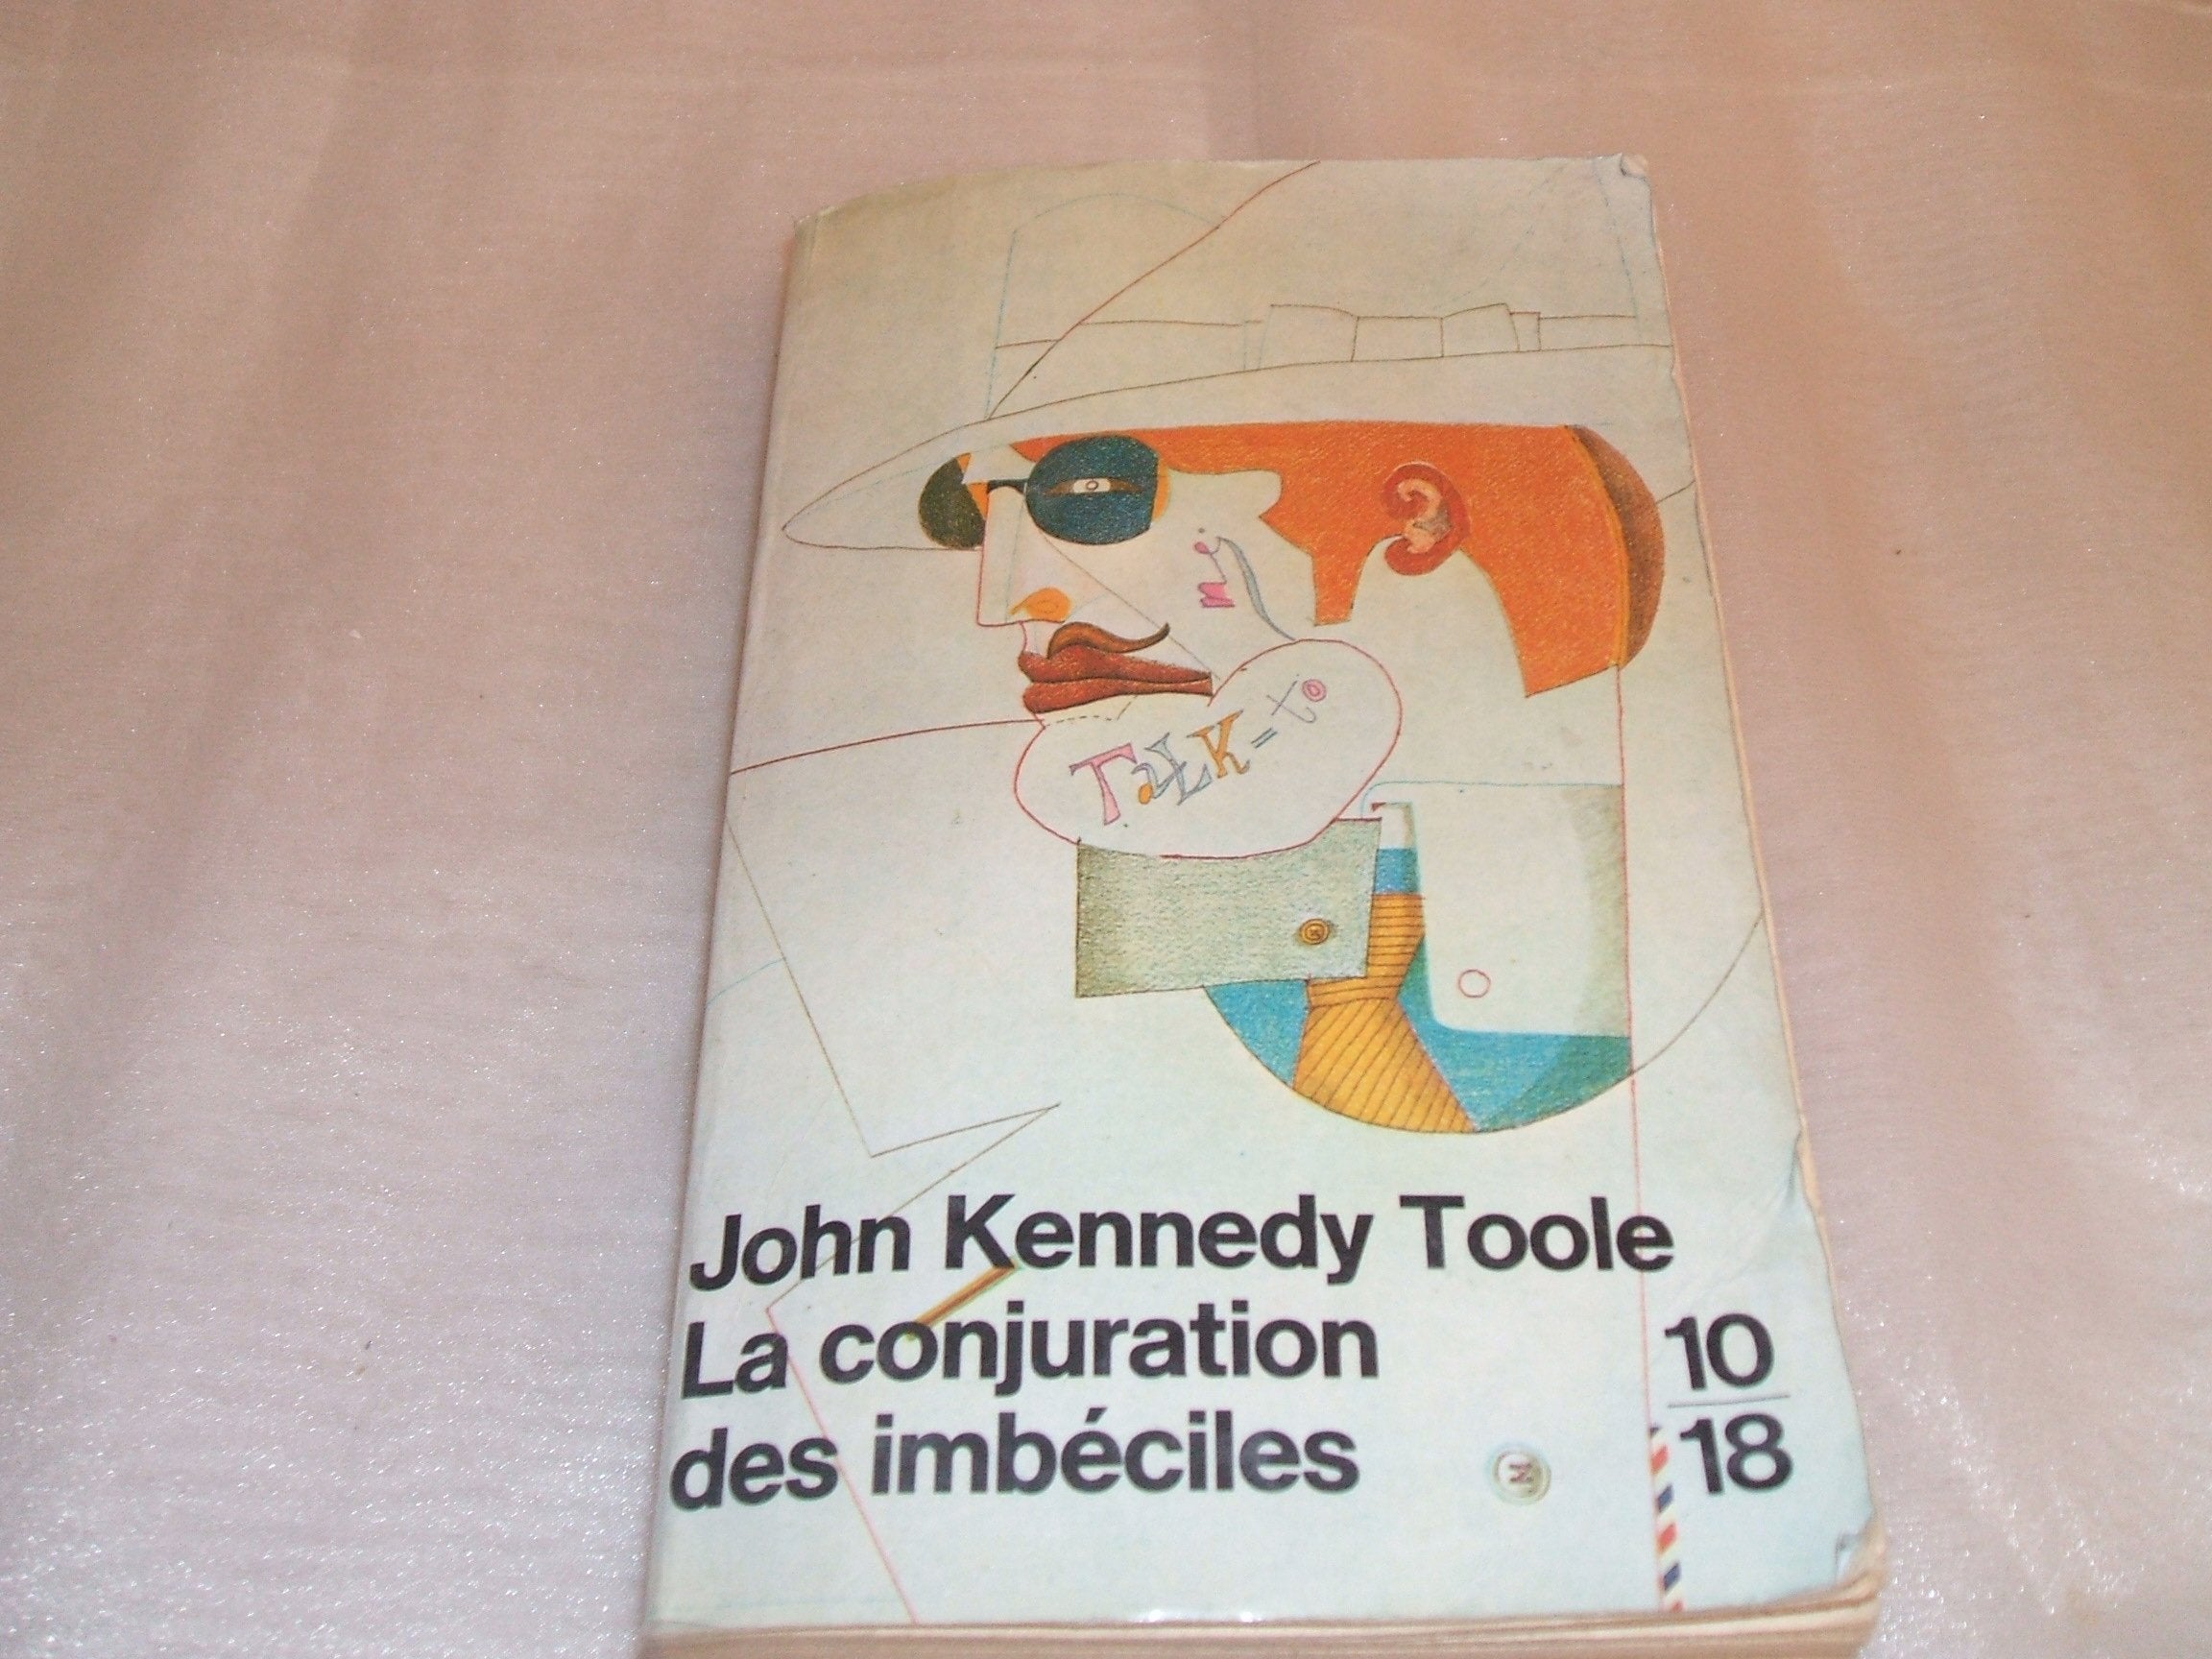 TaLK=to
John Kennedy Toole
La conjuration
des imbéciles
10
18